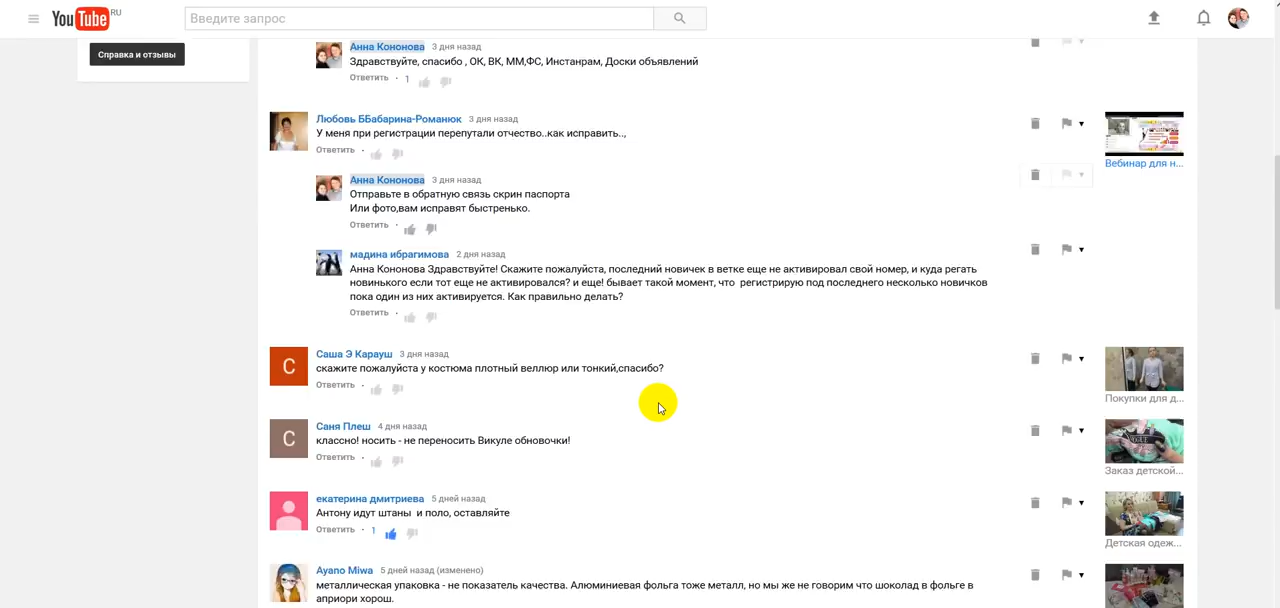 YouTube RU
Введите запрос
Справка и отзывы
Анна Кононова 3 дня назад
Здравствуйте, спасибо , ОК, ВК, ММ,ФС, Инстанрам, Доски объявлений
Ответить · 1
Любовь ББабарина-Романюк 3 дня назад
У меня при регистрации перепутали отчество..как исправить..,
Ответить ·
Вебинар для н...
Анна Кононова 3 дня назад
Отправьте в обратную связь скрин паспорта
Или фото,вам исправят быстренько.
Ответить ·
мадина ибрагимова 2 дня назад
Анна Кононова Здравствуйте! Скажите пожалуйста, последний новичек в ветке еще не активировал свой номер, и куда регать
новинького если тот еще не активировался? и еще! бывает такой момент, что регистрирую под последнего несколько новичков
пока один из них активируется. Как правильно делать?
Ответить ·
Саша Э Карауш 3 дня назад
скажите пожалуйста у костюма плотный веллюр или тонкий,спасибо?
Ответить ·
Покупки для д...
С
Саня Плеш 4 дня назад
классно! носить - не переносить Викуле обновочки!
Ответить ·
Заказ детской...
С
екатерина дмитриева 5 дней назад
Антону идут штаны и поло, оставляйте
Ответить · 1
Детская одеж...
Ayano Miwa 5 дней назад (изменено)
металлическая упаковка - не показатель качества. Алюминиевая фольга тоже металл, но мы же не говорим что шоколад в фольге в
априори хорош.